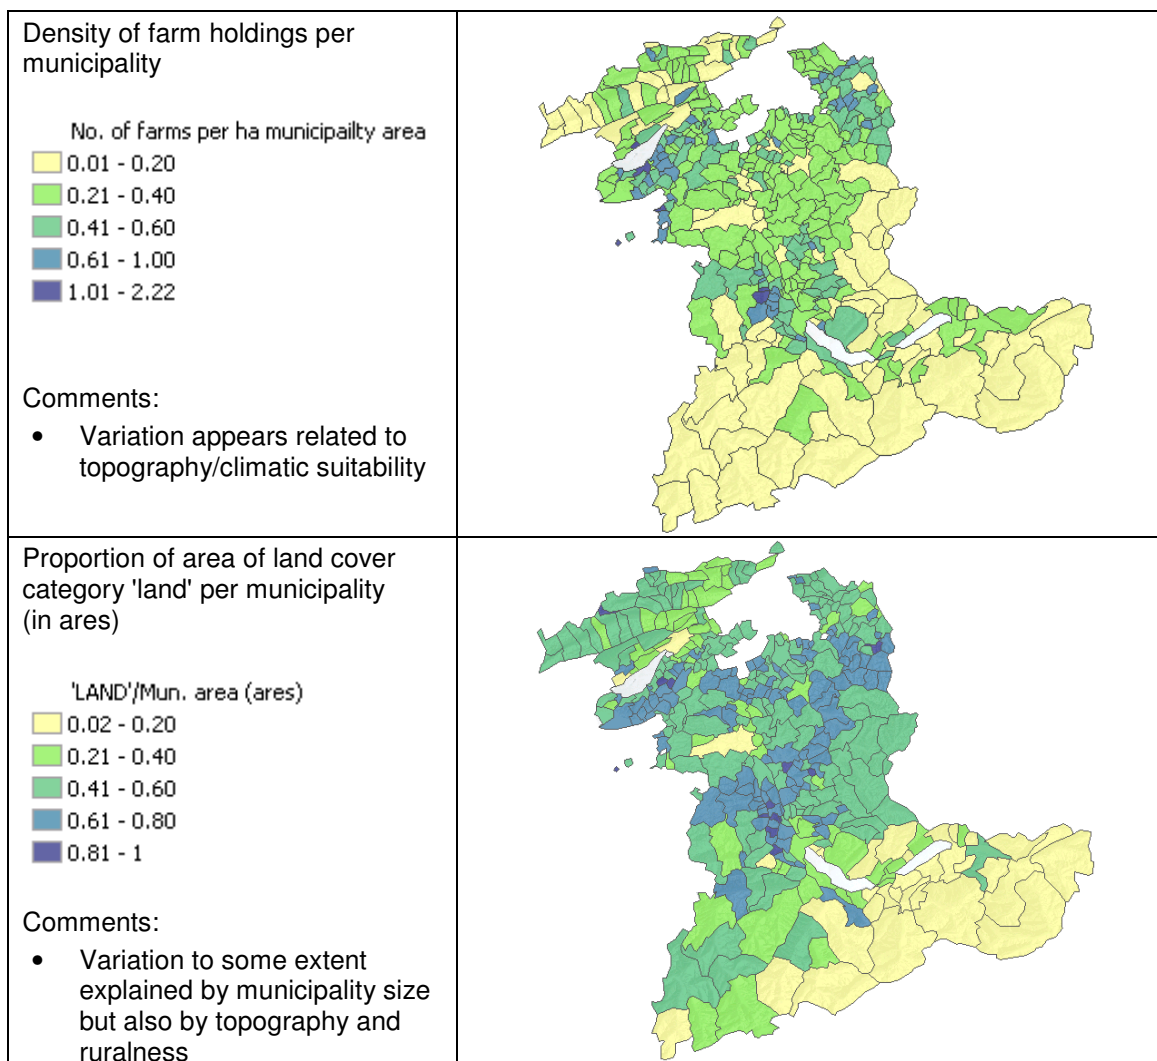 Density of farm holdings per
municipality
No. of farms per ha municipailty area
0.01 - 0.20
0.21 - 0.40
0.41 - 0.60
0.61 - 1.00
1.01 - 2.22
Comments:
• Variation appears related to
topography/climatic suitability
Proportion of area of land cover
category 'land' per municipality
(in ares)
'LAND'/Mun. area (ares)
0.02 - 0.20
0.21 - 0.40
0.41 - 0.60
0.61 - 0.80
0.81 - 1
Comments:
• Variation to some extent
explained by municipality size
but also by topography and
ruralness